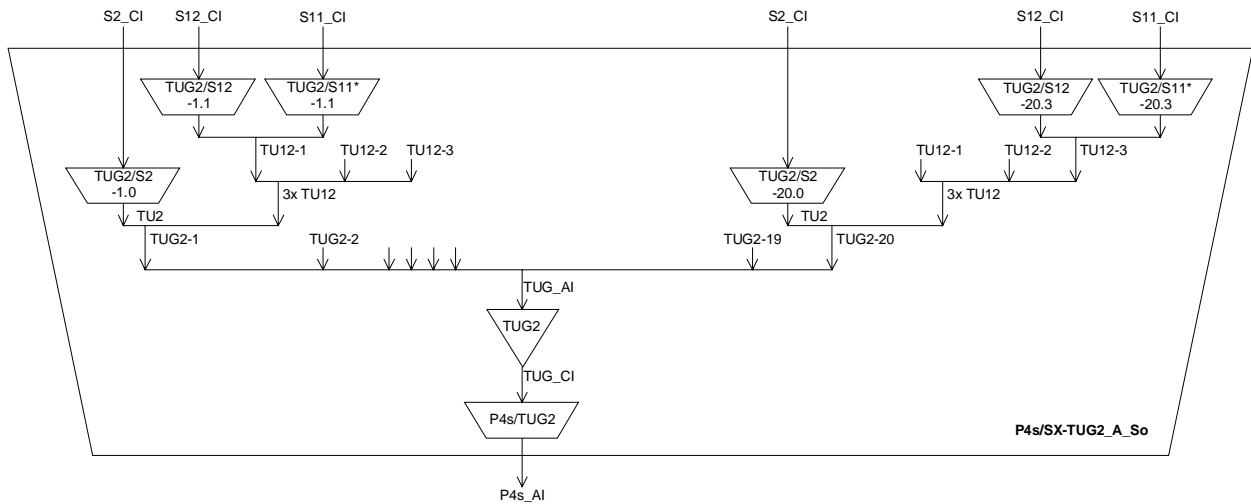 S2_CI
S12_CI
S11_CI
S2_CI
S12_CI
S11_CI
TUG2/S12
-1.1
TUG2/S11*
-1.1
TUG2/S12
-20.3
TUG2/S11*
-20.3
TU12-1
TU12-2
TU12-3
TU12-1
TU12-2
TU12-3
TUG2/S2
-1.0
3x TU12
TUG2/S2
-20.0
3x TU12
TU2
TU2
TUG2-1
TUG2-2
TUG2-19
TUG2-20
TUG_AI
TUG2
TUG_CI
P4s/TUG2
P4s/SX-TUG2_A_So
P4s_AI